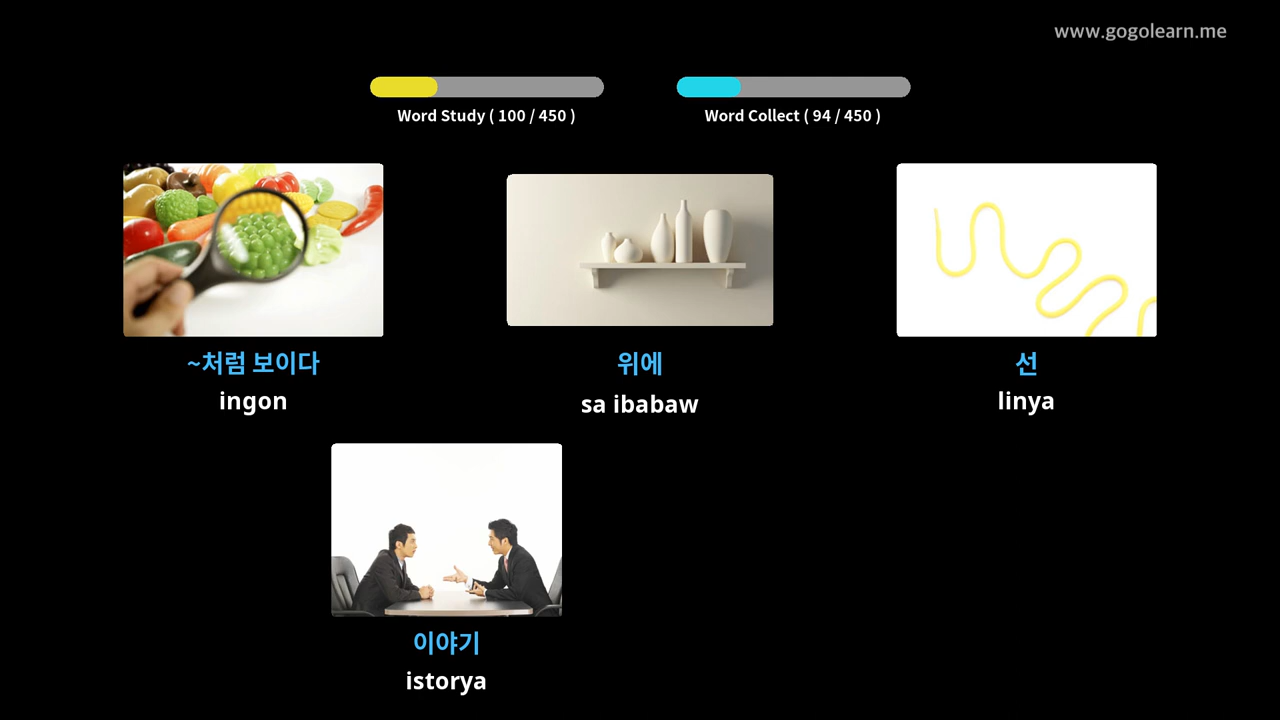 www.gogolearn.me
Word Study ( 100 / 450 )
Word Collect ( 94 / 450 )
~처럼 보이다
ingon
위에
sa ibabaw
선
linya
이야기
istorya